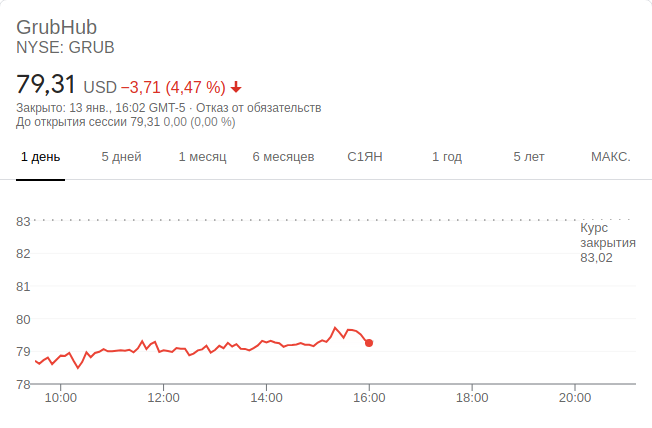 GrubHub
NYSE: GRUB
79,31 USD −3,71 (4,47 %)
Закрыто: 13 янв., 16:02 GMT-5 · Отказ от обязательств
До открытия сессии 79,31 0,00 (0,00 %)
1 день 5 дней 1 месяц 6 месяцев С1ЯН 1 год 5 лет МАКС.
83
Курс
закрытия
83,02
82
81
80
79
78
10:00 12:00 14:00 16:00 18:00 20:00